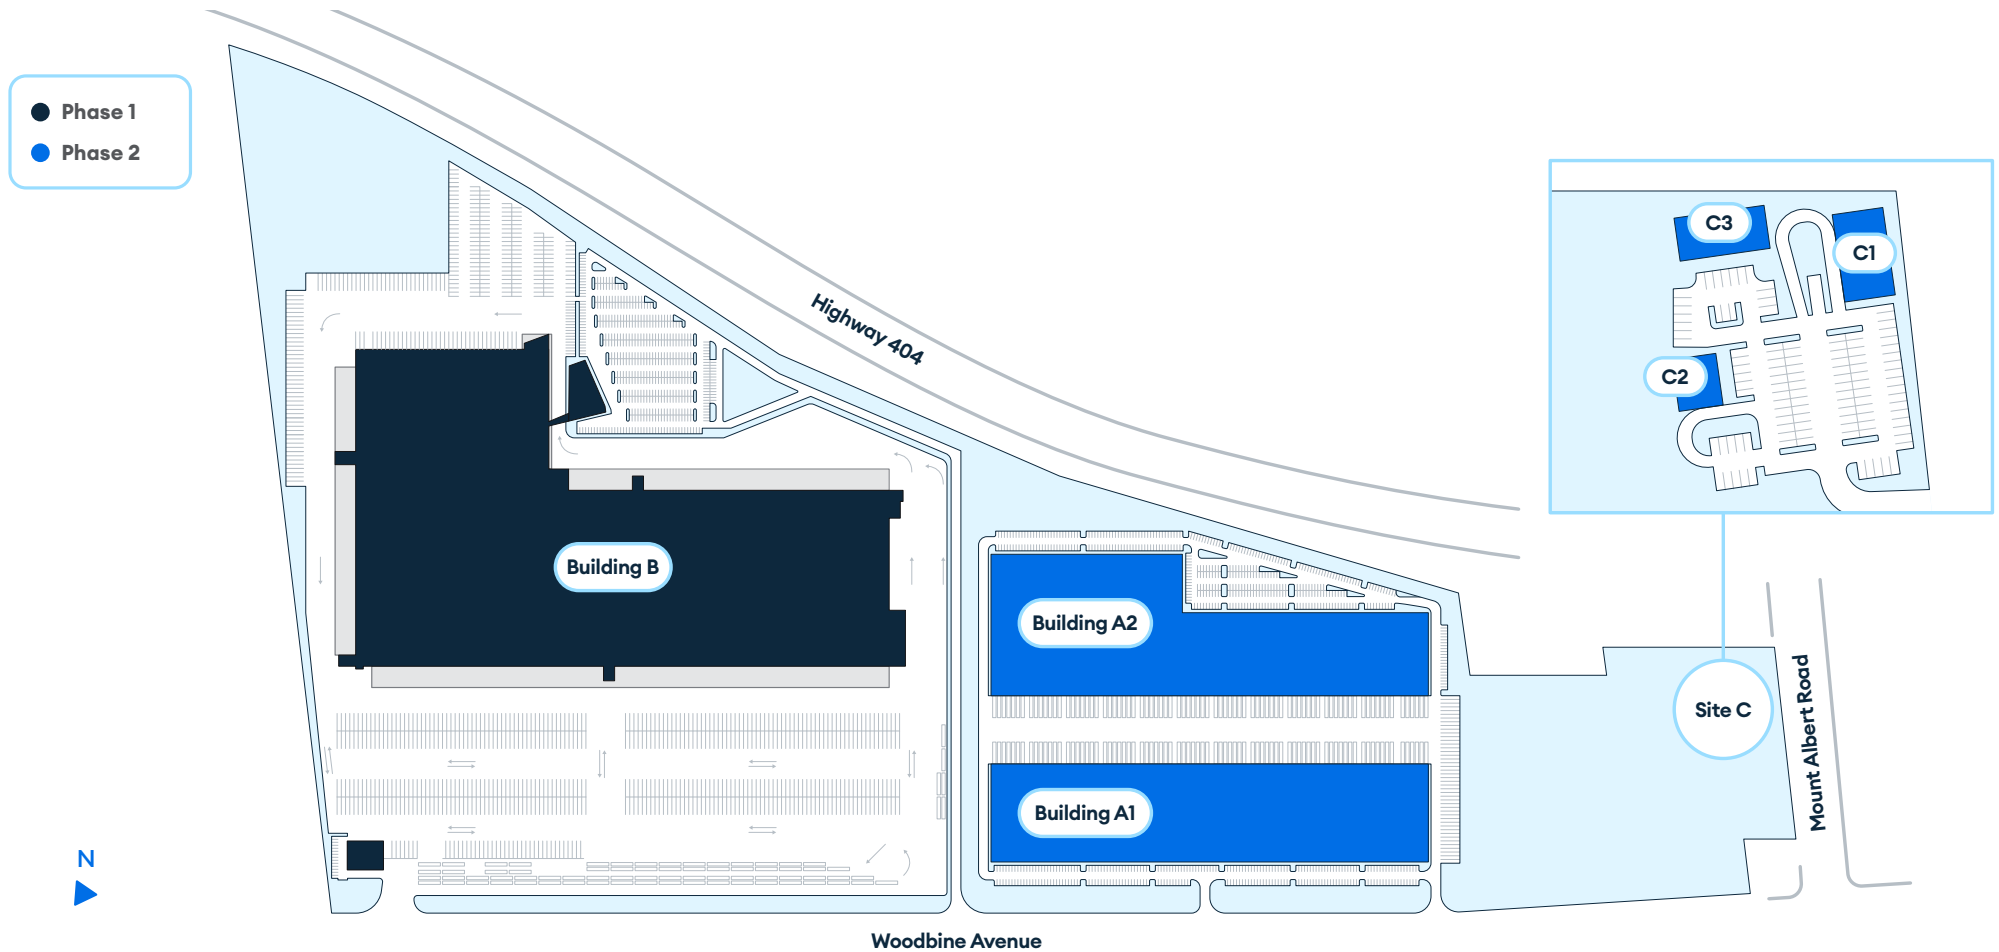 Phase 1
Phase 2
Highway 404
C3
C1
C2
Building B
Building A2
Building A1
Site C
Mount Albert Road
N
Woodbine Avenue